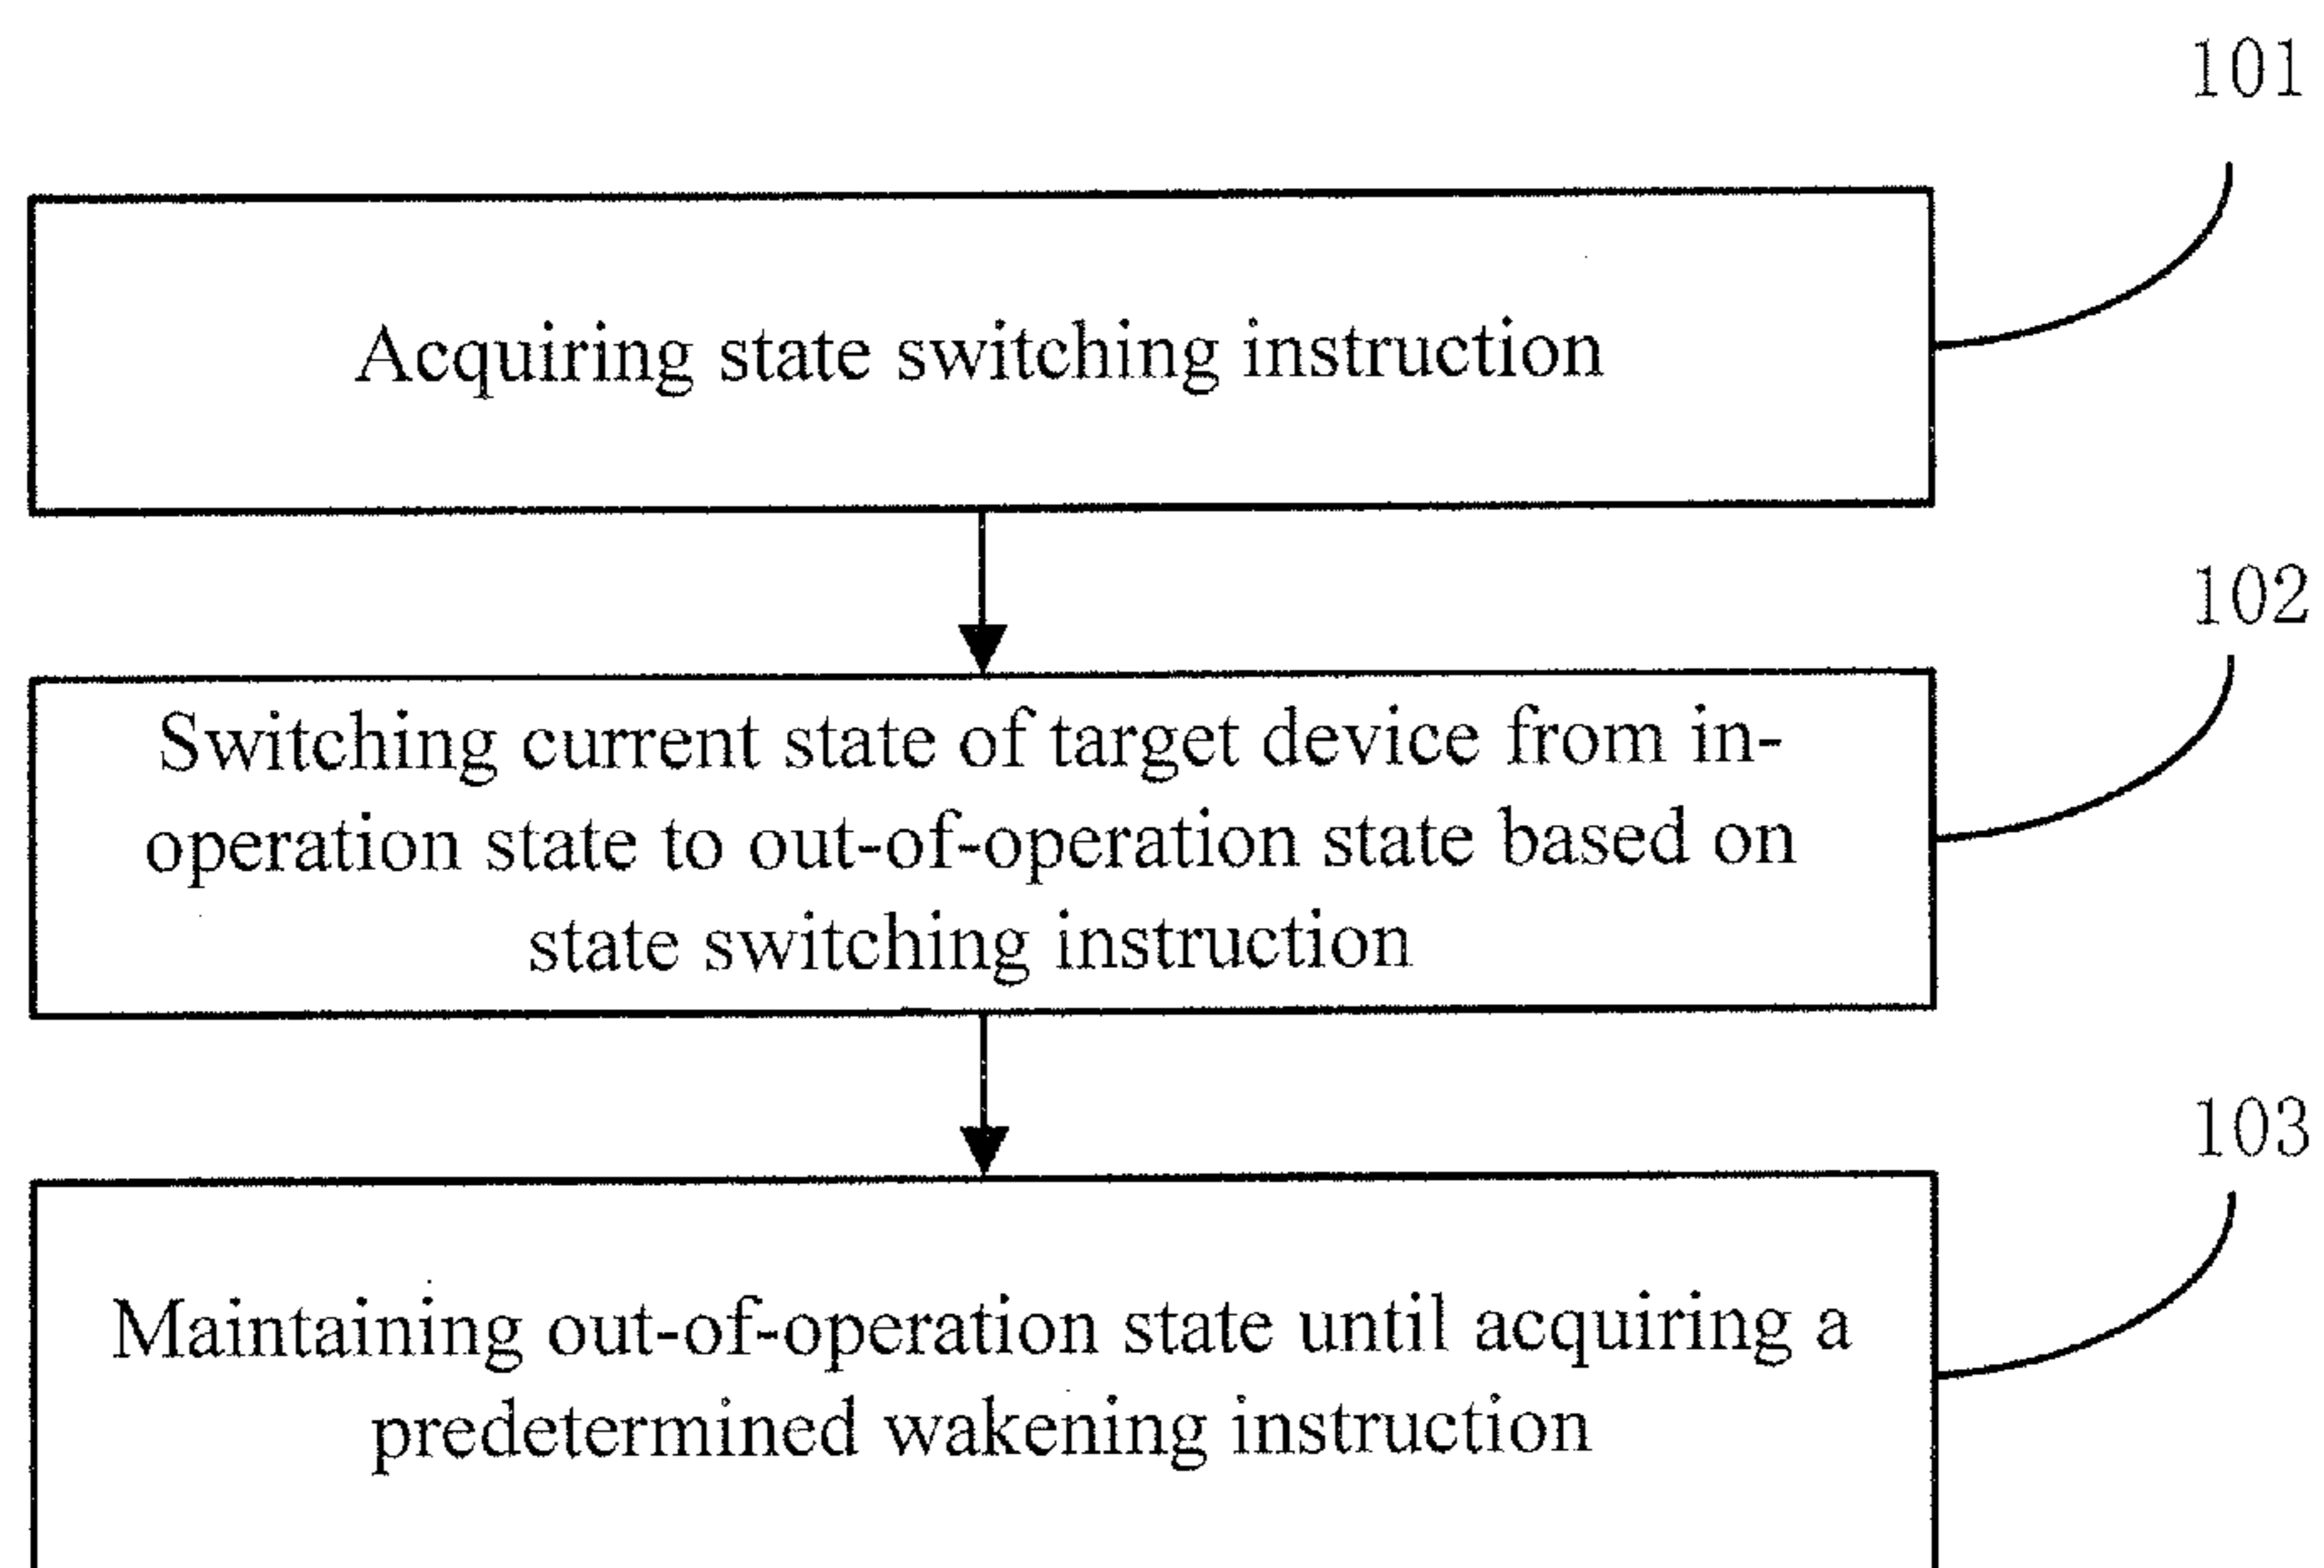 101
Acquiring state switching instruction
102
Switching current state of target device from in-
operation state to out-of-operation state based on
state switching instruction
103
Maintaining out-of-operation state until acquiring a
predetermined wakening instruction